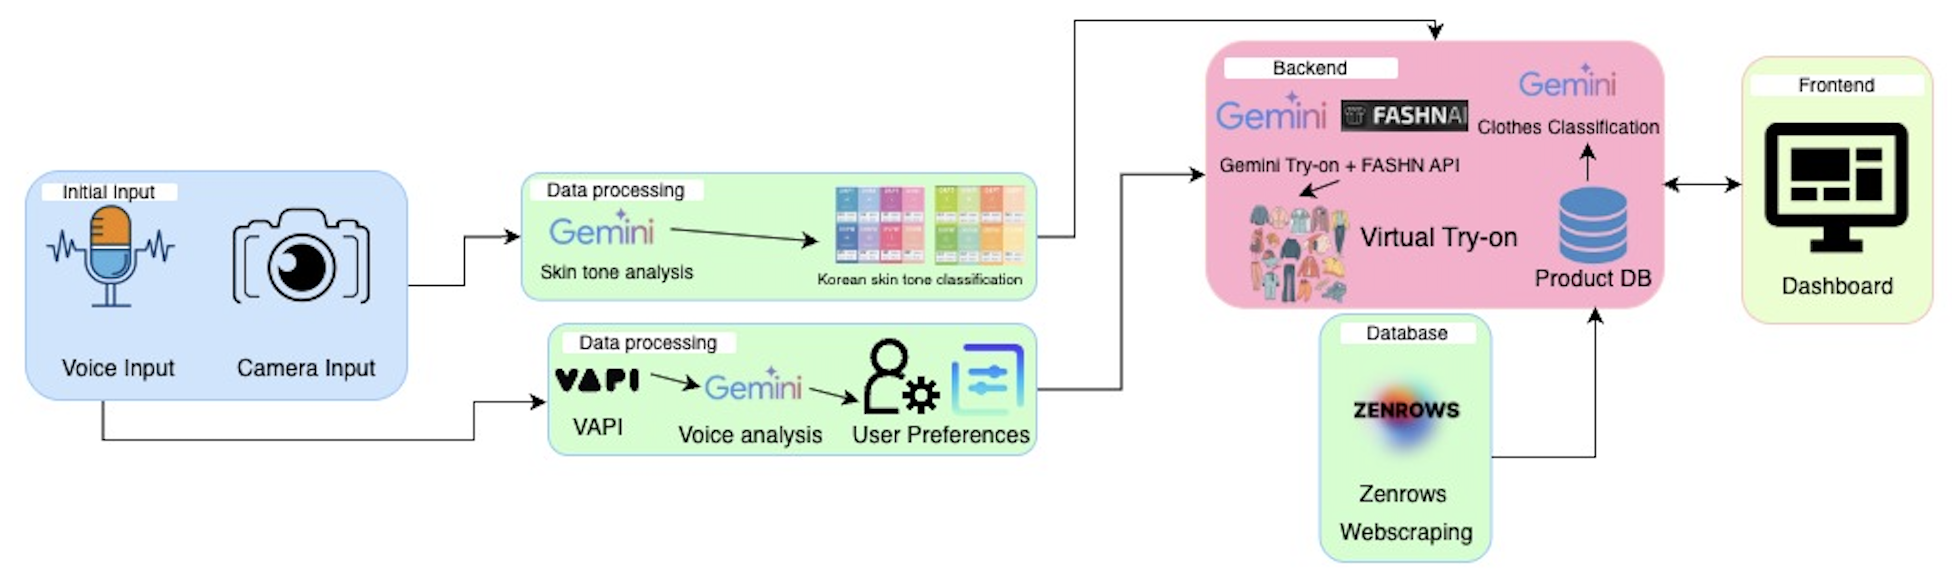 Initial Input
Voice Input
Camera Input
Data processing
Gemini
Skin tone analysis
Korean skin tone classification
Data processing
VAPI
VAPI
Gemini
Voice analysis
User Preferences
Backend
Gemini
FASHNAI
Gemini
Clothes Classification
Gemini Try-on + FASHN API
Virtual Try-on
Product DB
Database
ZENROWS
Zenrows
Webscraping
Frontend
Dashboard